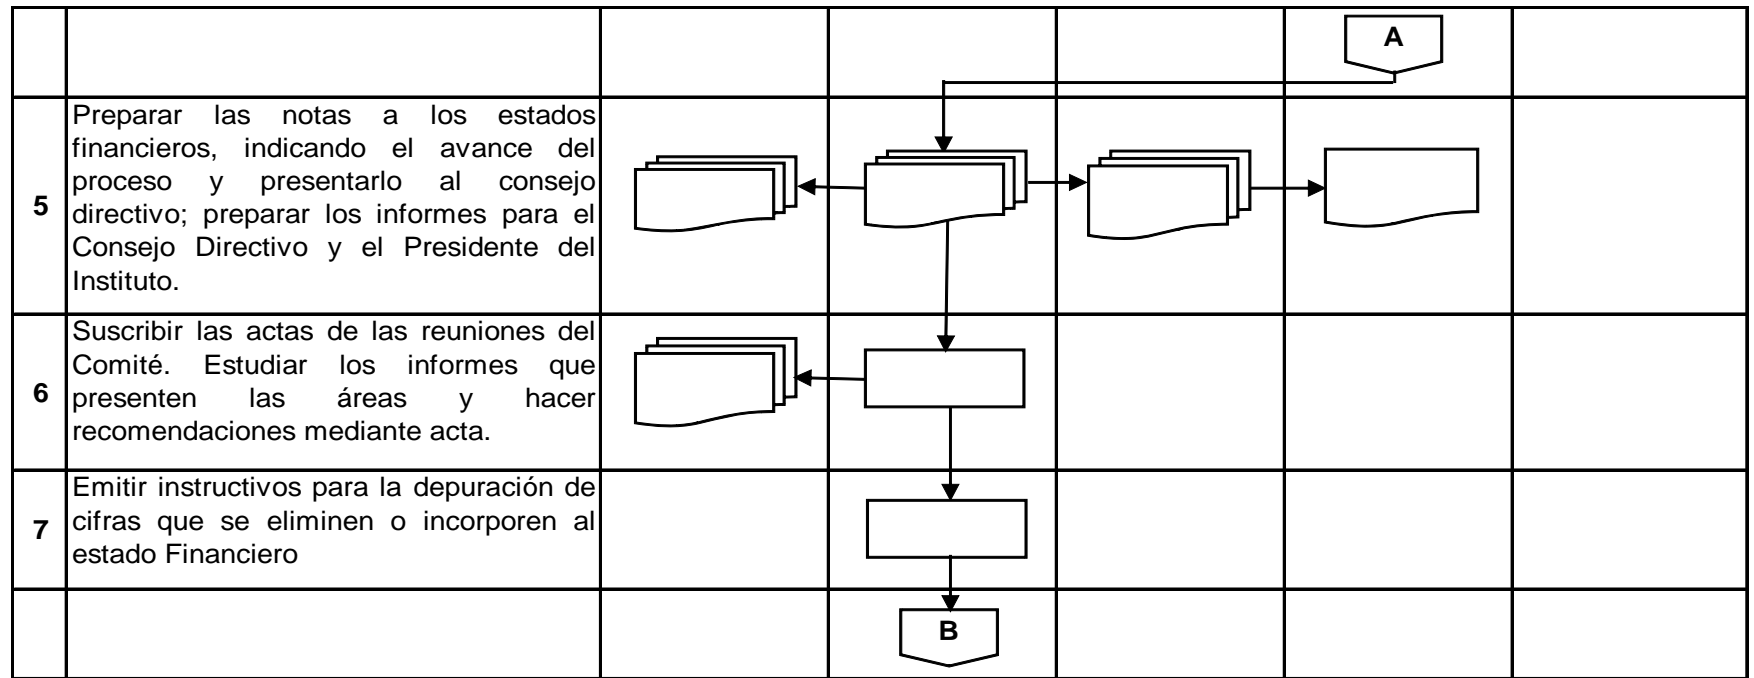 A
Preparar las notas a los estados
financieros, indicando el avance del
proceso y presentarlo al consejo
5 directivo; preparar los informes para el
Consejo Directivo y el Presidente del
Instituto.
Suscribir las actas de las reuniones del
Comité. Estudiar los informes que
6 presenten las áreas y hacer
recomendaciones mediante acta.
Emitir instructivos para la depuración de
7 cifras que se eliminen o incorporen al
estado Financiero
B